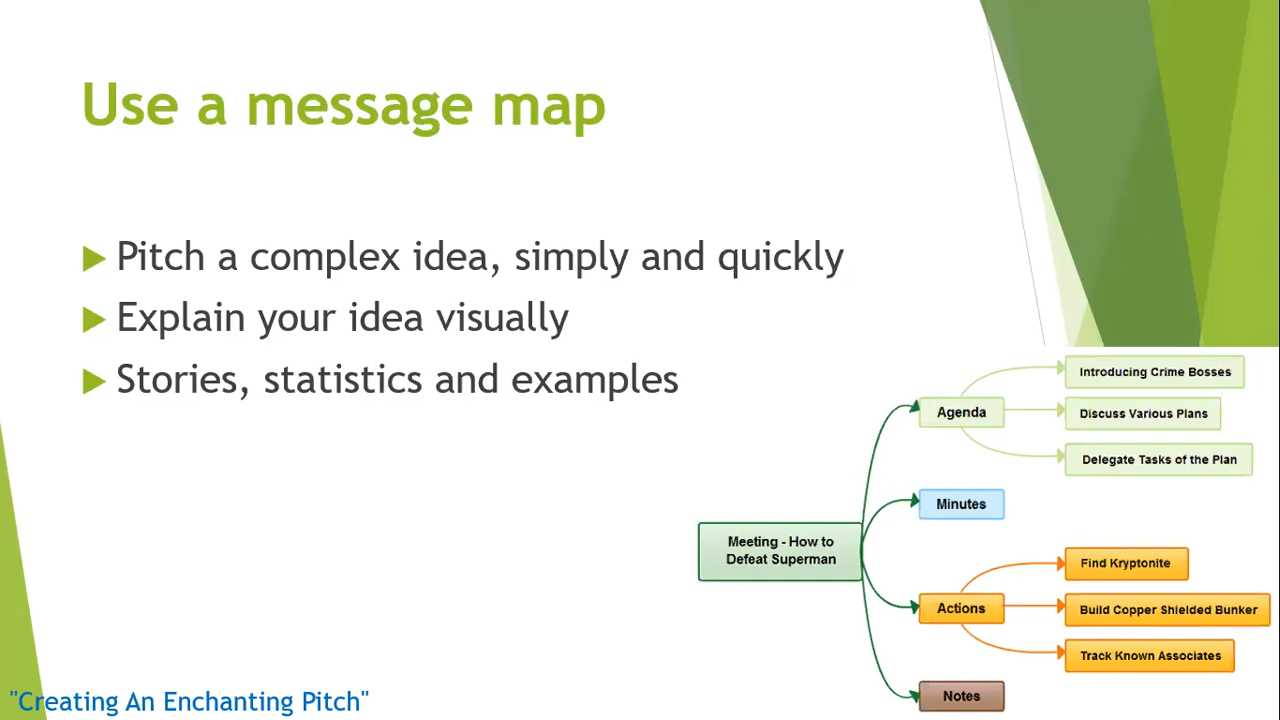 Use a message map
Pitch a complex idea, simply and quickly
Explain your idea visually
Stories, statistics and examples
Meeting - How to
Defeat Superman
Agenda
Introducing Crime Bosses
Discuss Various Plans
Delegate Tasks of the Plan
Minutes
Actions
Find Kryptonite
Build Copper Shielded Bunker
Track Known Associates
Notes
"Creating An Enchanting Pitch"